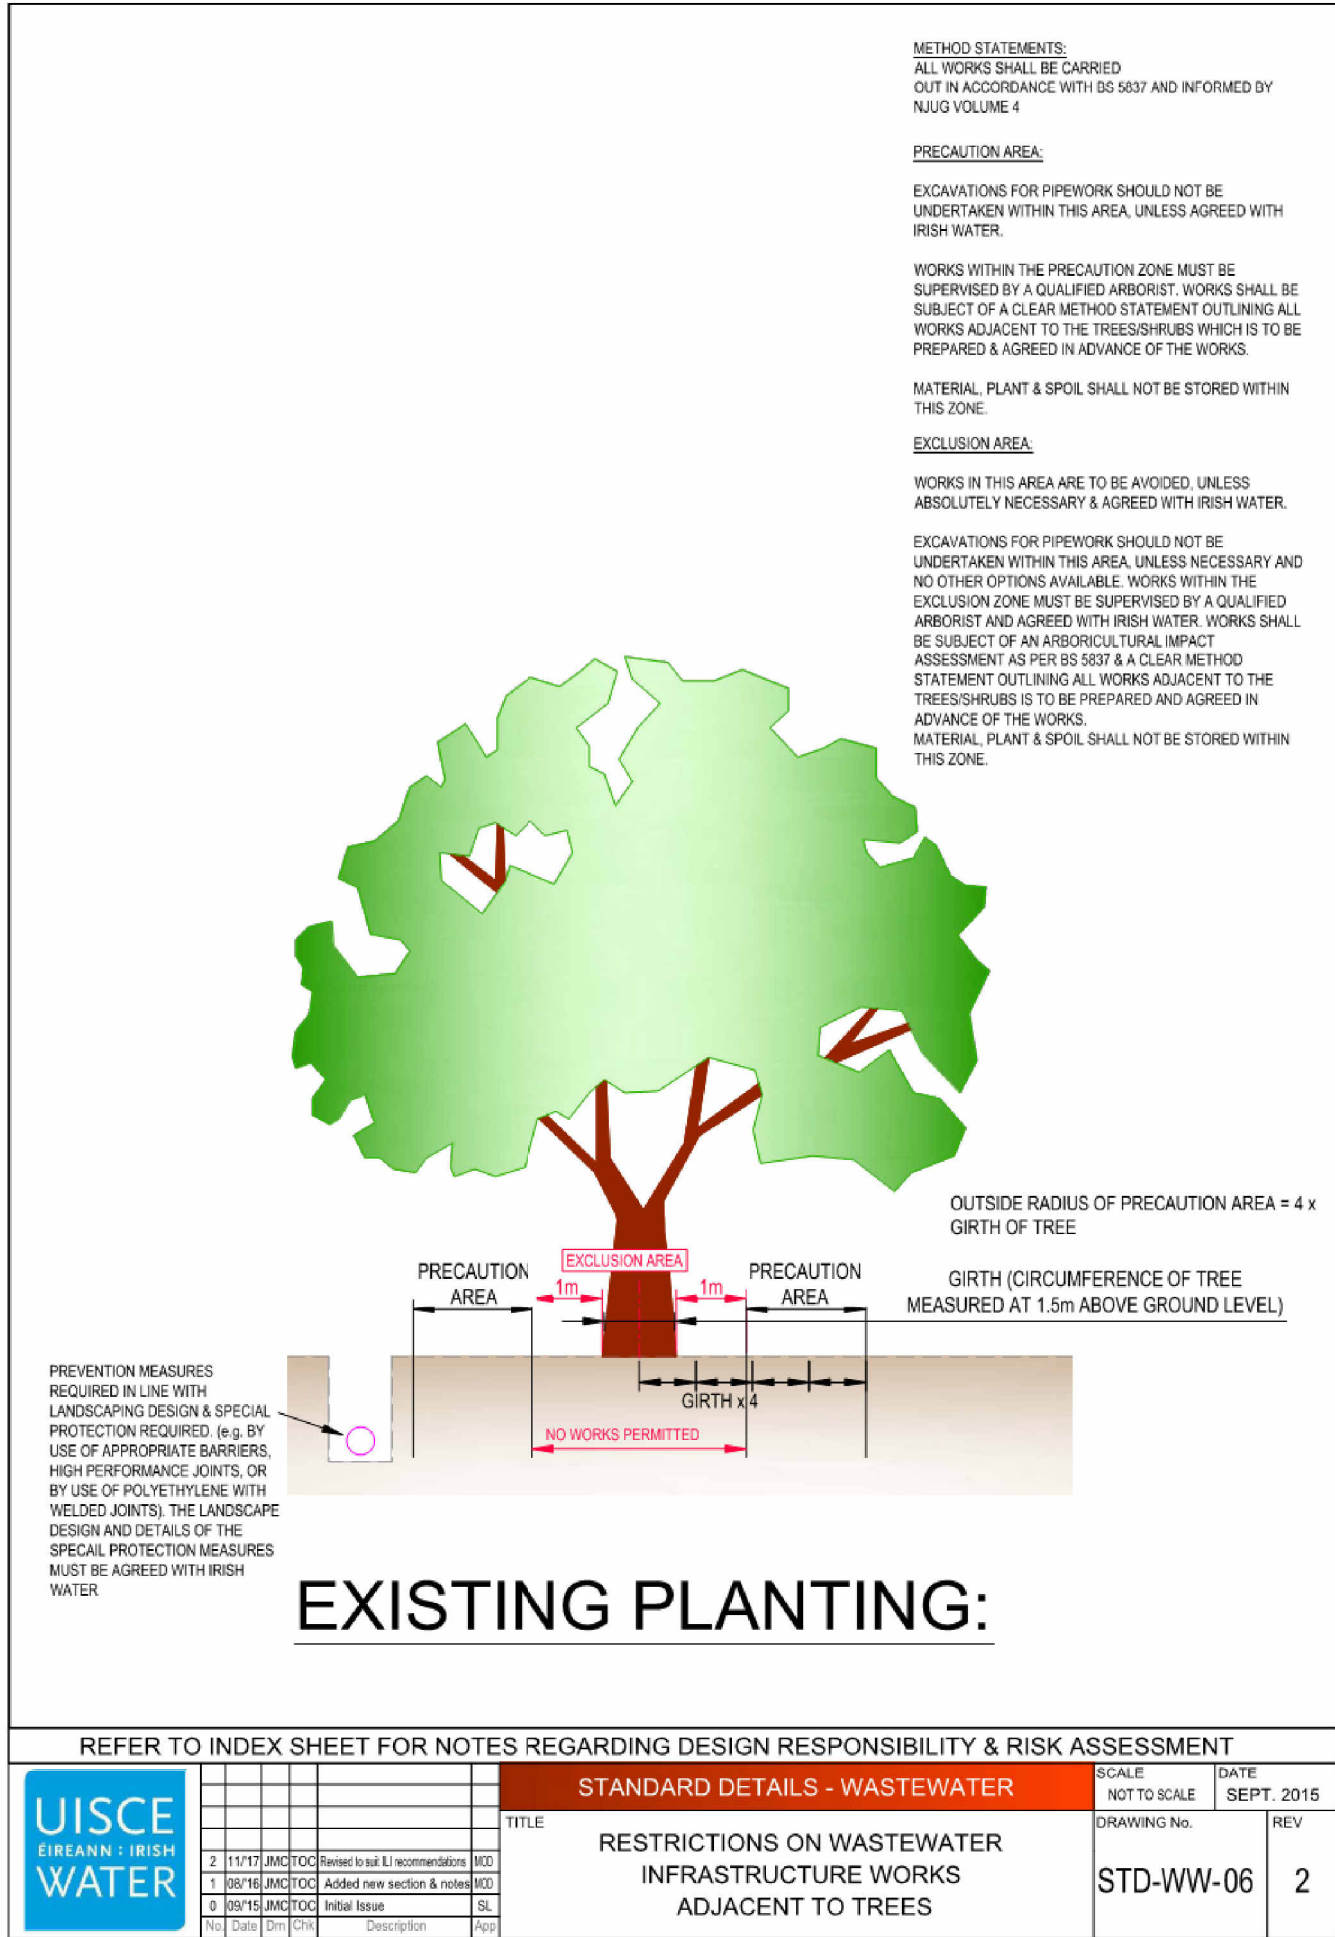 METHOD STATEMENTS:
ALL WORKS SHALL BE CARRIED
OUT IN ACCORDANCE WITH BS 5837 AND INFORMED BY
NJUG VOLUME 4
PRECAUTION AREA:
EXCAVATIONS FOR PIPEWORK SHOULD NOT BE
UNDERTAKEN WITHIN THIS AREA, UNLESS AGREED WITH
IRISH WATER.
WORKS WITHIN THE PRECAUTION ZONE MUST BE
SUPERVISED BY A QUALIFIED ARBORIST. WORKS SHALL BE
SUBJECT OF A CLEAR METHOD STATEMENT OUTLINING ALL
WORKS ADJACENT TO THE TREES/SHRUBS WHICH IS TO BE
PREPARED & AGREED IN ADVANCE OF THE WORKS.
MATERIAL, PLANT & SPOIL SHALL NOT BE STORED WITHIN
THIS ZONE.
EXCLUSION AREA:
WORKS IN THIS AREA ARE TO BE AVOIDED, UNLESS
ABSOLUTELY NECESSARY & AGREED WITH IRISH WATER.
EXCAVATIONS FOR PIPEWORK SHOULD NOT BE
UNDERTAKEN WITHIN THIS AREA, UNLESS NECESSARY AND
NO OTHER OPTIONS AVAILABLE. WORKS WITHIN THE
EXCLUSION ZONE MUST BE SUPERVISED BY A QUALIFIED
ARBORIST AND AGREED WITH IRISH WATER. WORKS SHALL
BE SUBJECT OF AN ARBORICULTURAL IMPACT
ASSESSMENT AS PER BS 5837 & A CLEAR METHOD
STATEMENT OUTLINING ALL WORKS ADJACENT TO THE
TREES/SHRUBS IS TO BE PREPARED AND AGREED IN
ADVANCE OF THE WORKS.
MATERIAL, PLANT & SPOIL SHALL NOT BE STORED WITHIN
THIS ZONE.
OUTSIDE RADIUS OF PRECAUTION AREA = 4 x
GIRTH OF TREE
GIRTH (CIRCUMFERENCE OF TREE
MEASURED AT 1.5m ABOVE GROUND LEVEL)
EXCLUSION AREA
PRECAUTION
AREA
1m
1m
PRECAUTION
AREA
GIRTH x 4
NO WORKS PERMITTED
PREVENTION MEASURES
REQUIRED IN LINE WITH
LANDSCAPING DESIGN & SPECIAL
PROTECTION REQUIRED. (e.g. BY
USE OF APPROPRIATE BARRIERS,
HIGH PERFORMANCE JOINTS, OR
BY USE OF POLYETHYLENE WITH
WELDED JOINTS). THE LANDSCAPE
DESIGN AND DETAILS OF THE
SPECAIL PROTECTION MEASURES
MUST BE AGREED WITH IRISH
WATER
EXISTING PLANTING:
REFER TO INDEX SHEET FOR NOTES REGARDING DESIGN RESPONSIBILITY & RISK ASSESSMENT
UISCE
ÉIREANN : IRISH
WATER
2 11/'17 JMC TOC Revised to suit ILI recommendations MOD
1 08/'16 JMC TOC Added new section & notes MOD
0 09/'15 JMC TOC Initial Issue SL
No. Date Drn Chk Description App
STANDARD DETAILS - WASTEWATER
TITLE
RESTRICTIONS ON WASTEWATER
INFRASTRUCTURE WORKS
ADJACENT TO TREES
SCALE
NOT TO SCALE
DATE
SEPT. 2015
DRAWING No.
STD-WW-06
REV
2